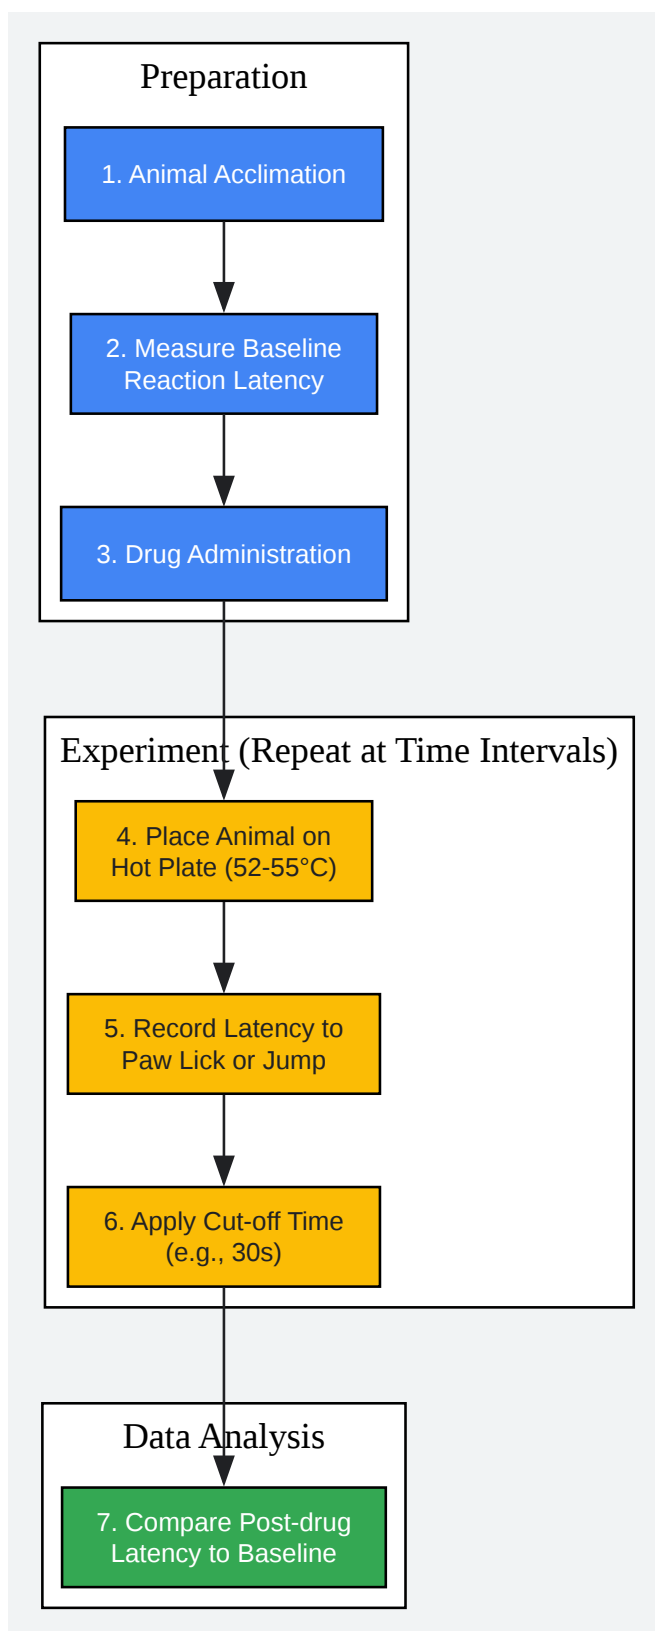 Preparation
1. Animal Acclimation
2. Measure Baseline
Reaction Latency
3. Drug Administration
Experiment (Repeat at Time Intervals)
4. Place Animal on
Hot Plate (52-55°C)
5. Record Latency to
Paw Lick or Jump
6. Apply Cut-off Time
(e.g., 30s)
Data Analysis
7. Compare Post-drug
Latency to Baseline